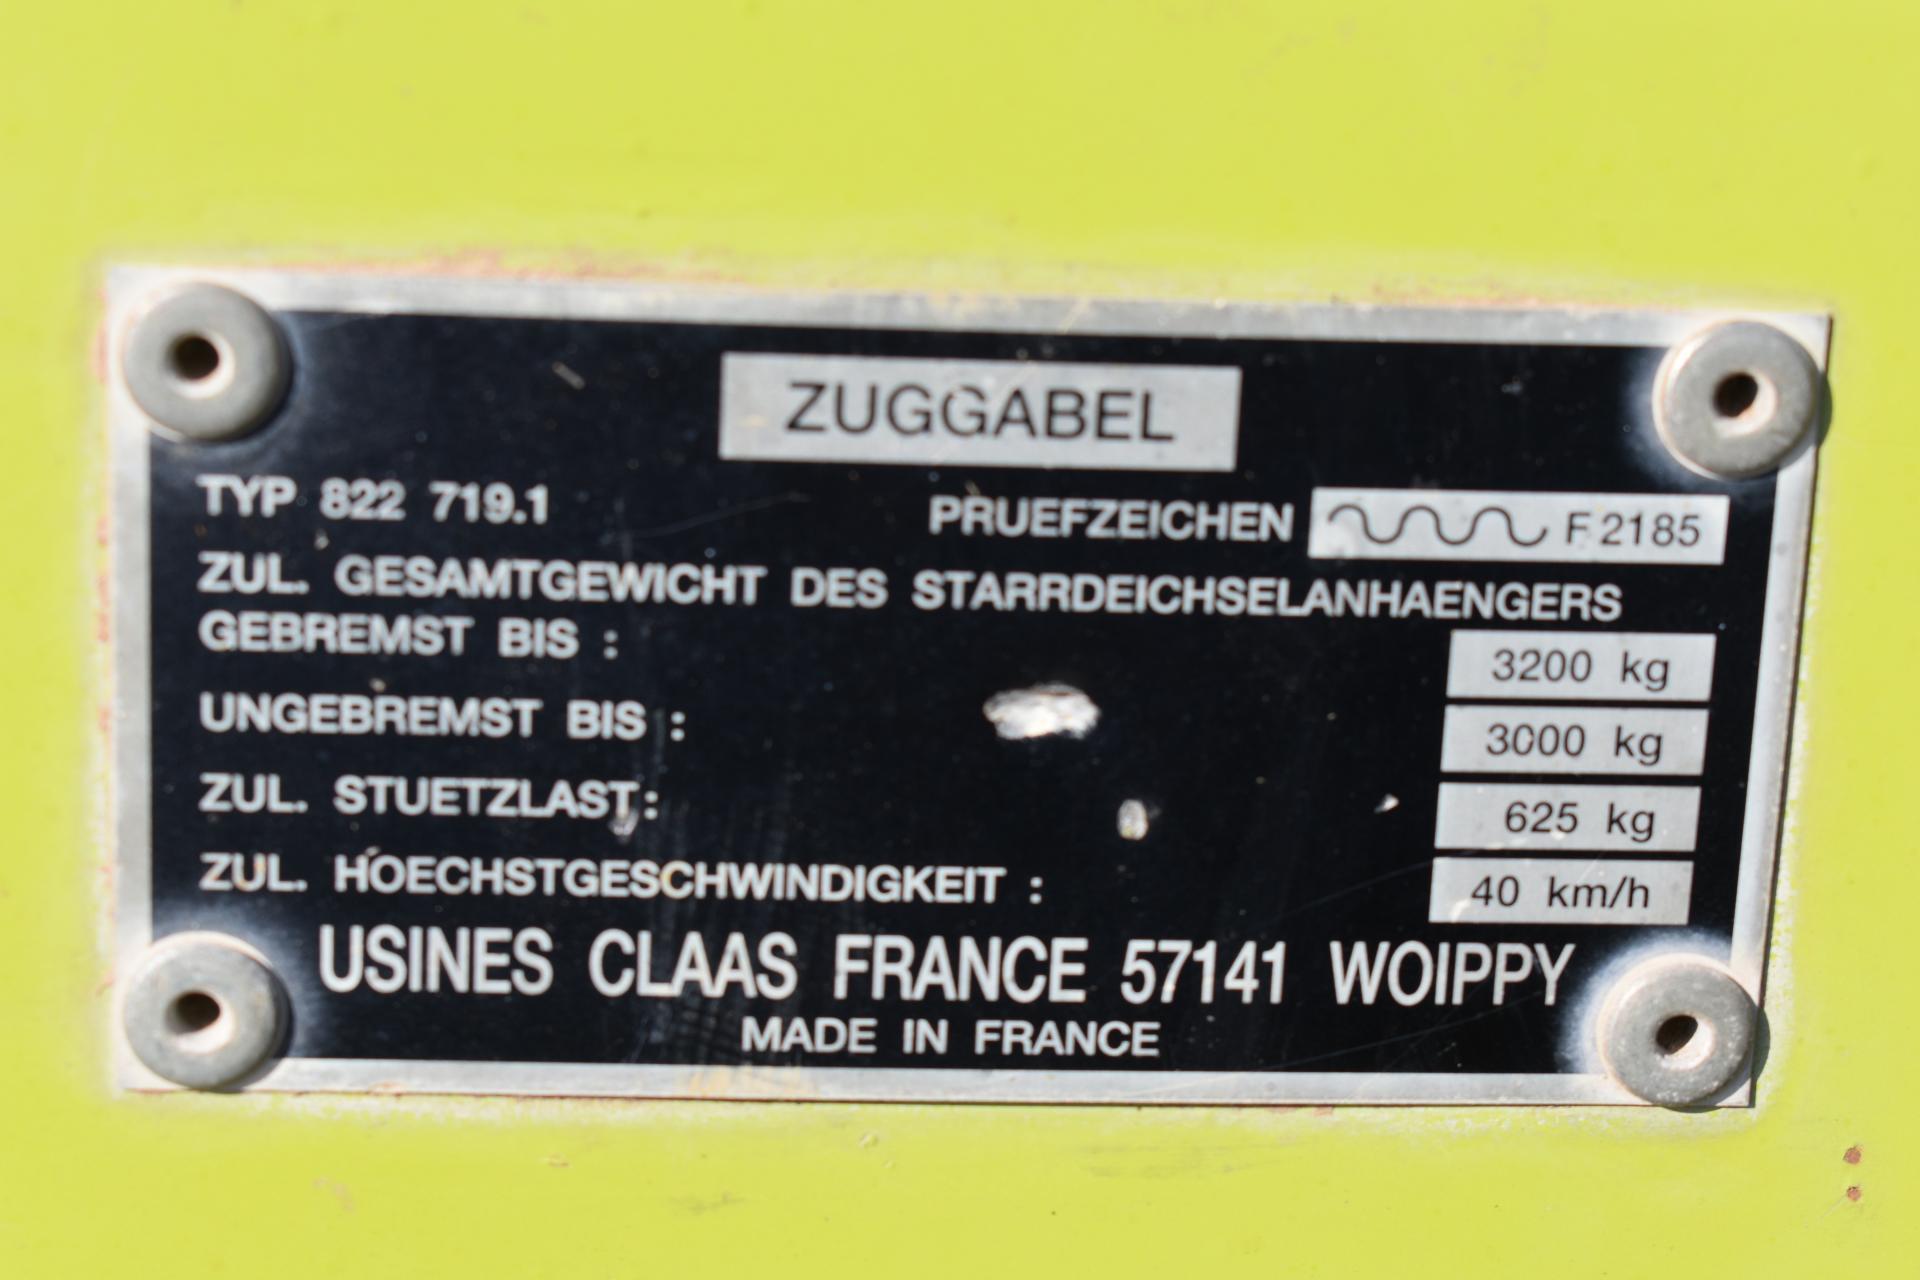 ZUGGABEL
TYP 822 719.1 PRUEFZEICHEN F 2185
ZUL. GESAMTGEWICHT DES STARRDEICHSELANHAENGERS
GEBREMST BIS : 3200 kg
UNGEBREMST BIS : 3000 kg
ZUL. STUETZLAST : 625 kg
ZUL. HOECHSTGESCHWINDIGKEIT : 40 km/h
USINES CLAAS FRANCE 57141 WOIPPY
MADE IN FRANCE